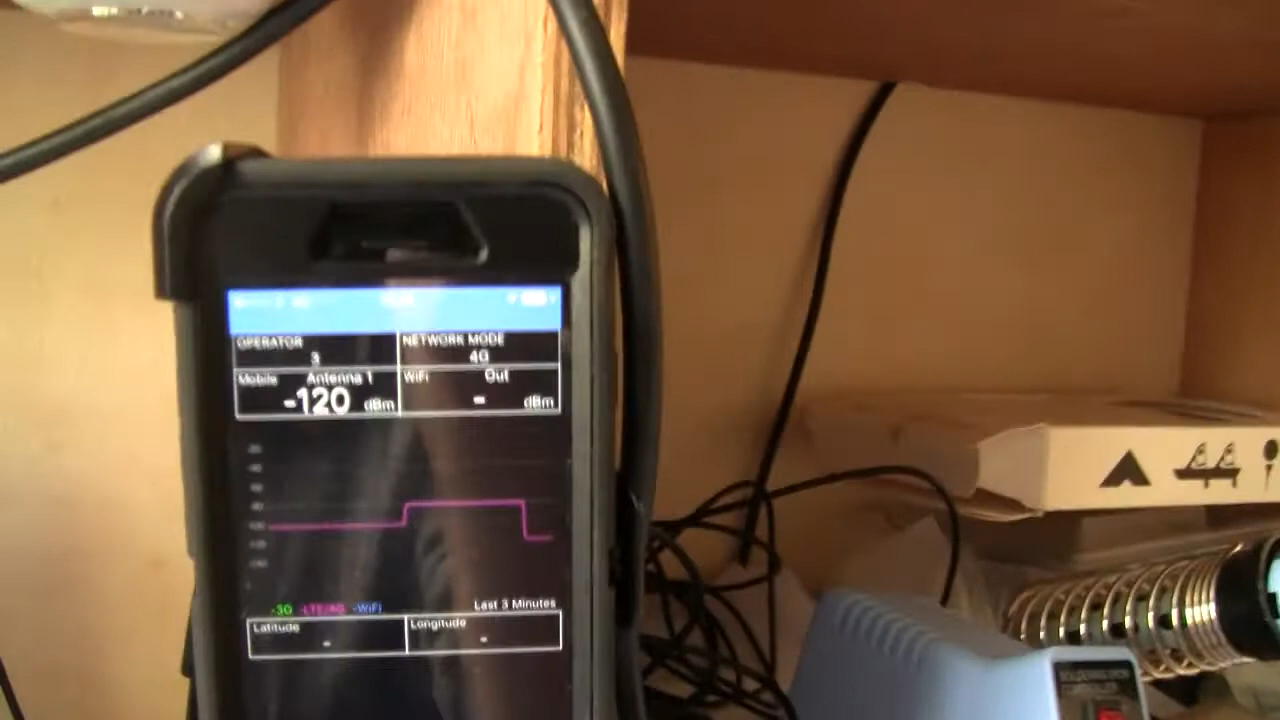 OPERATOR
3
NETWORK MODE
4G
Mobile Antenna 1
-120 dBm
WiFi Out
- dBm
-3G -LTE/4G -WiFi Last 3 Minutes
Latitude
-
Longitude
-